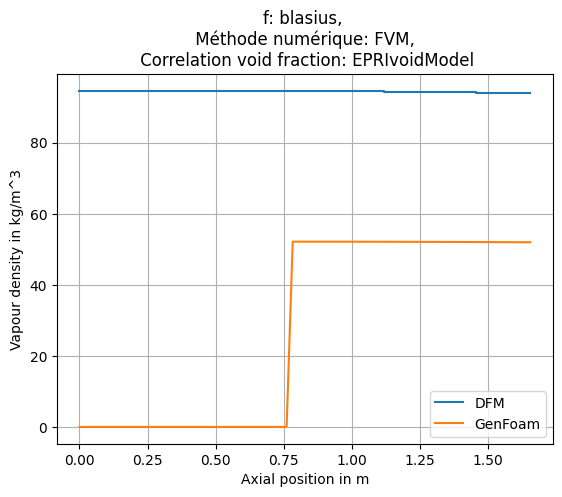 f: blasius,
Méthode numérique: FVM,
Correlation void fraction: EPRIvoidModel
Vapour density in kg/m^3
80
60
40
20
0
0.00 0.25 0.50 0.75 1.00 1.25 1.50
Axial position in m
DFM
GenFoam